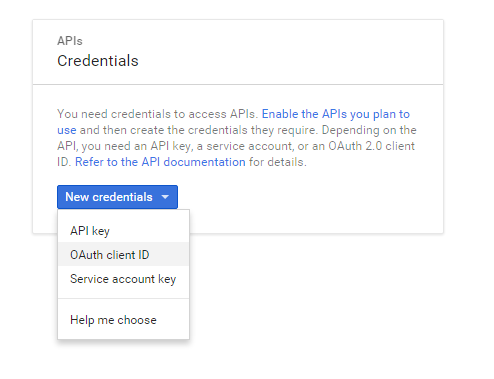 APIs
Credentials
You need credentials to access APIs. Enable the APIs you plan to
use and then create the credentials they require. Depending on the
API, you need an API key, a service account, or an OAuth 2.0 client
ID. Refer to the API documentation for details.
New credentials
API key
OAuth client ID
Service account key
Help me choose